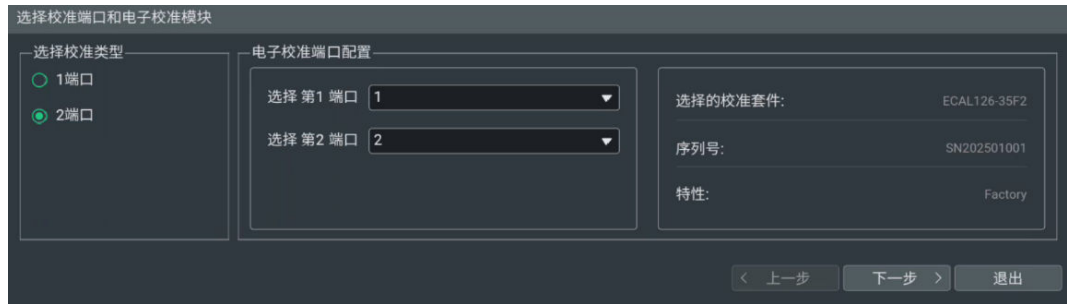 选择校准端口和电子校准模块
选择校准类型
1端口
2端口
电子校准端口配置
选择 第1 端口 1
选择 第2 端口 2
选择的校准套件: ECAL126-35F2
序列号: SN202501001
特性: Factory
< 上一步
下一步 >
退出